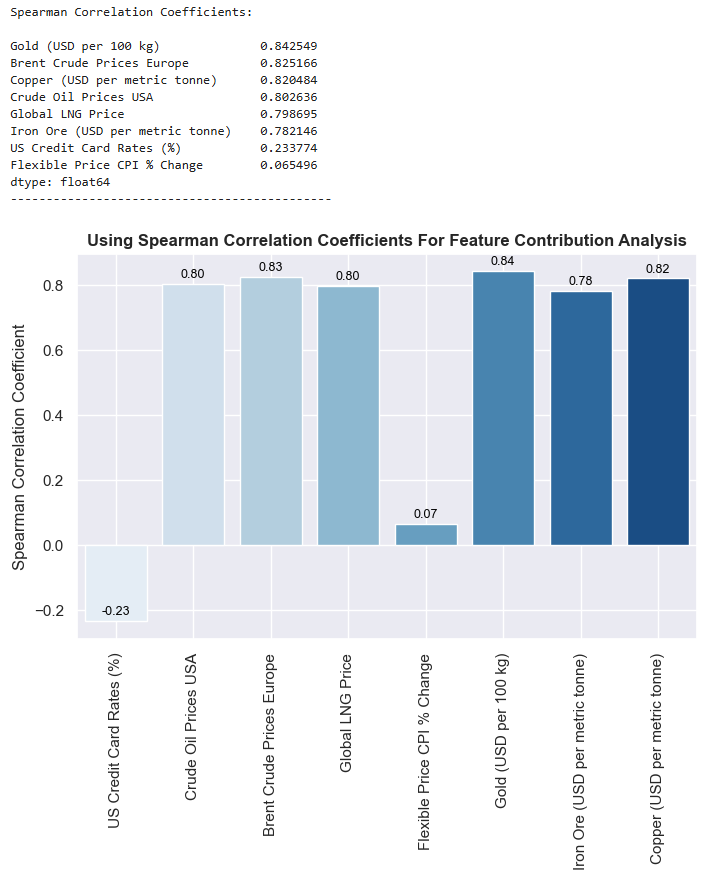 Spearman Correlation Coefficients:
Gold (USD per 100 kg) 0.842549
Brent Crude Prices Europe 0.825166
Copper (USD per metric tonne) 0.820484
Crude Oil Prices USA 0.802636
Global LNG Price 0.798695
Iron Ore (USD per metric tonne) 0.782146
US Credit Card Rates (%) 0.233774
Flexible Price CPI % Change 0.065496
dtype: float64
---------------------------------------------
Using Spearman Correlation Coefficients For Feature Contribution Analysis
Spearman Correlation Coefficient
0.8
0.6
0.4
0.2
0.0
−0.2
-0.23
0.80
0.83
0.80
0.07
0.84
0.78
0.82
US Credit Card Rates (%)
Crude Oil Prices USA
Brent Crude Prices Europe
Global LNG Price
Flexible Price CPI % Change
Gold (USD per 100 kg)
Iron Ore (USD per metric tonne)
Copper (USD per metric tonne)